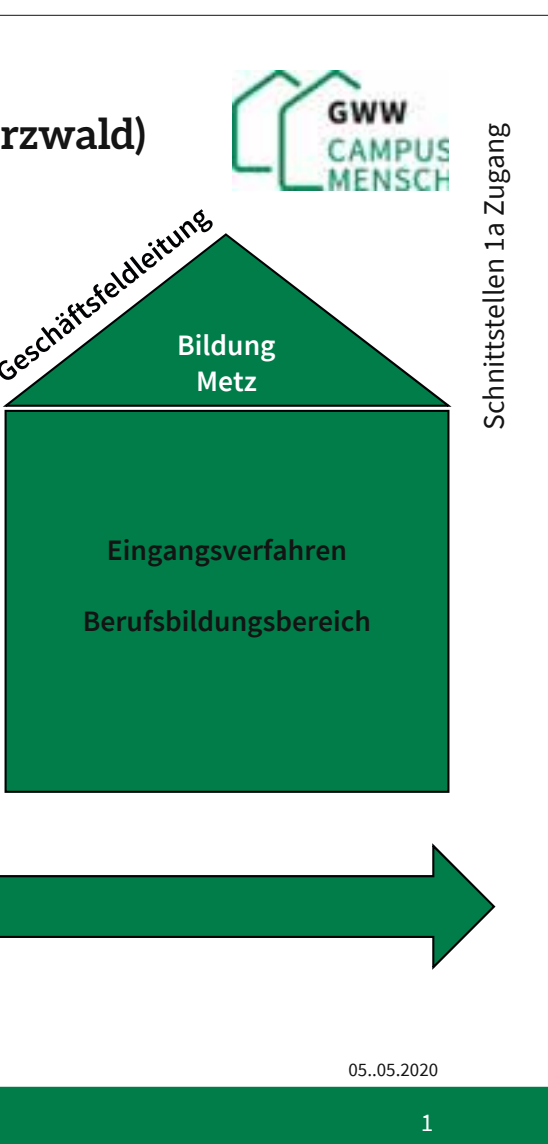 rzwald)
GWW
CAMPUS
MENSCH
Schnittstellen 1a Zugang
Geschäftsfeldleitung
Bildung
Metz
Eingangsverfahren
Berufsbildungsbereich
05..05.2020
1